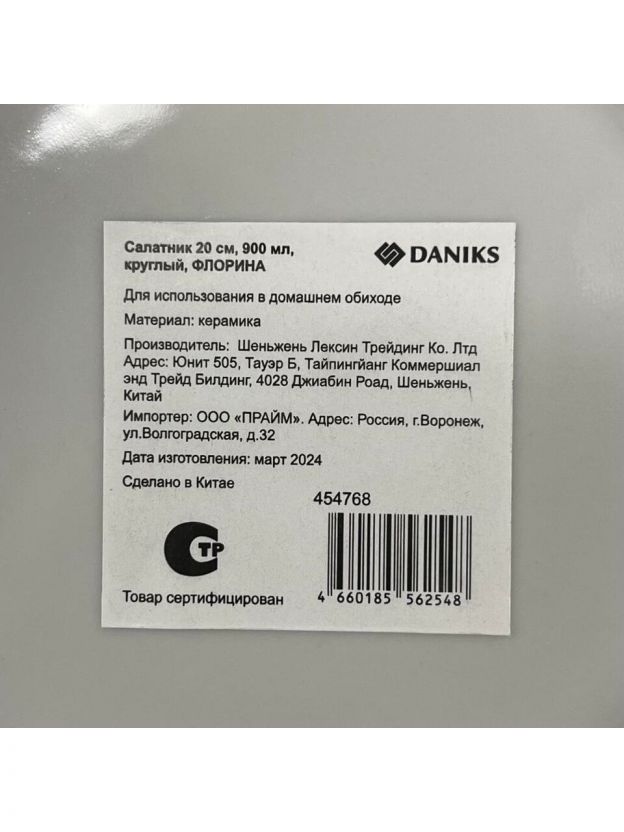 Салатник 20 см, 900 мл,
круглый, ФЛОРИНА
DANIKS
Для использования в домашнем обиходе
Материал: керамика
Производитель: Шеньжень Лексин Трейдинг Ко. Лтд
Адрес: Юнит 505, Тауэр Б, Тайпингйанг Коммершиал
энд Трейд Билдинг, 4028 Джиабин Роад, Шеньжень,
Китай
Импортер: ООО «ПРАЙМ». Адрес: Россия, г.Воронеж,
ул.Волгоградская, д.32
Дата изготовления: март 2024
Сделано в Китае
454768
СТР
Товар сертифицирован
4 660185 562548